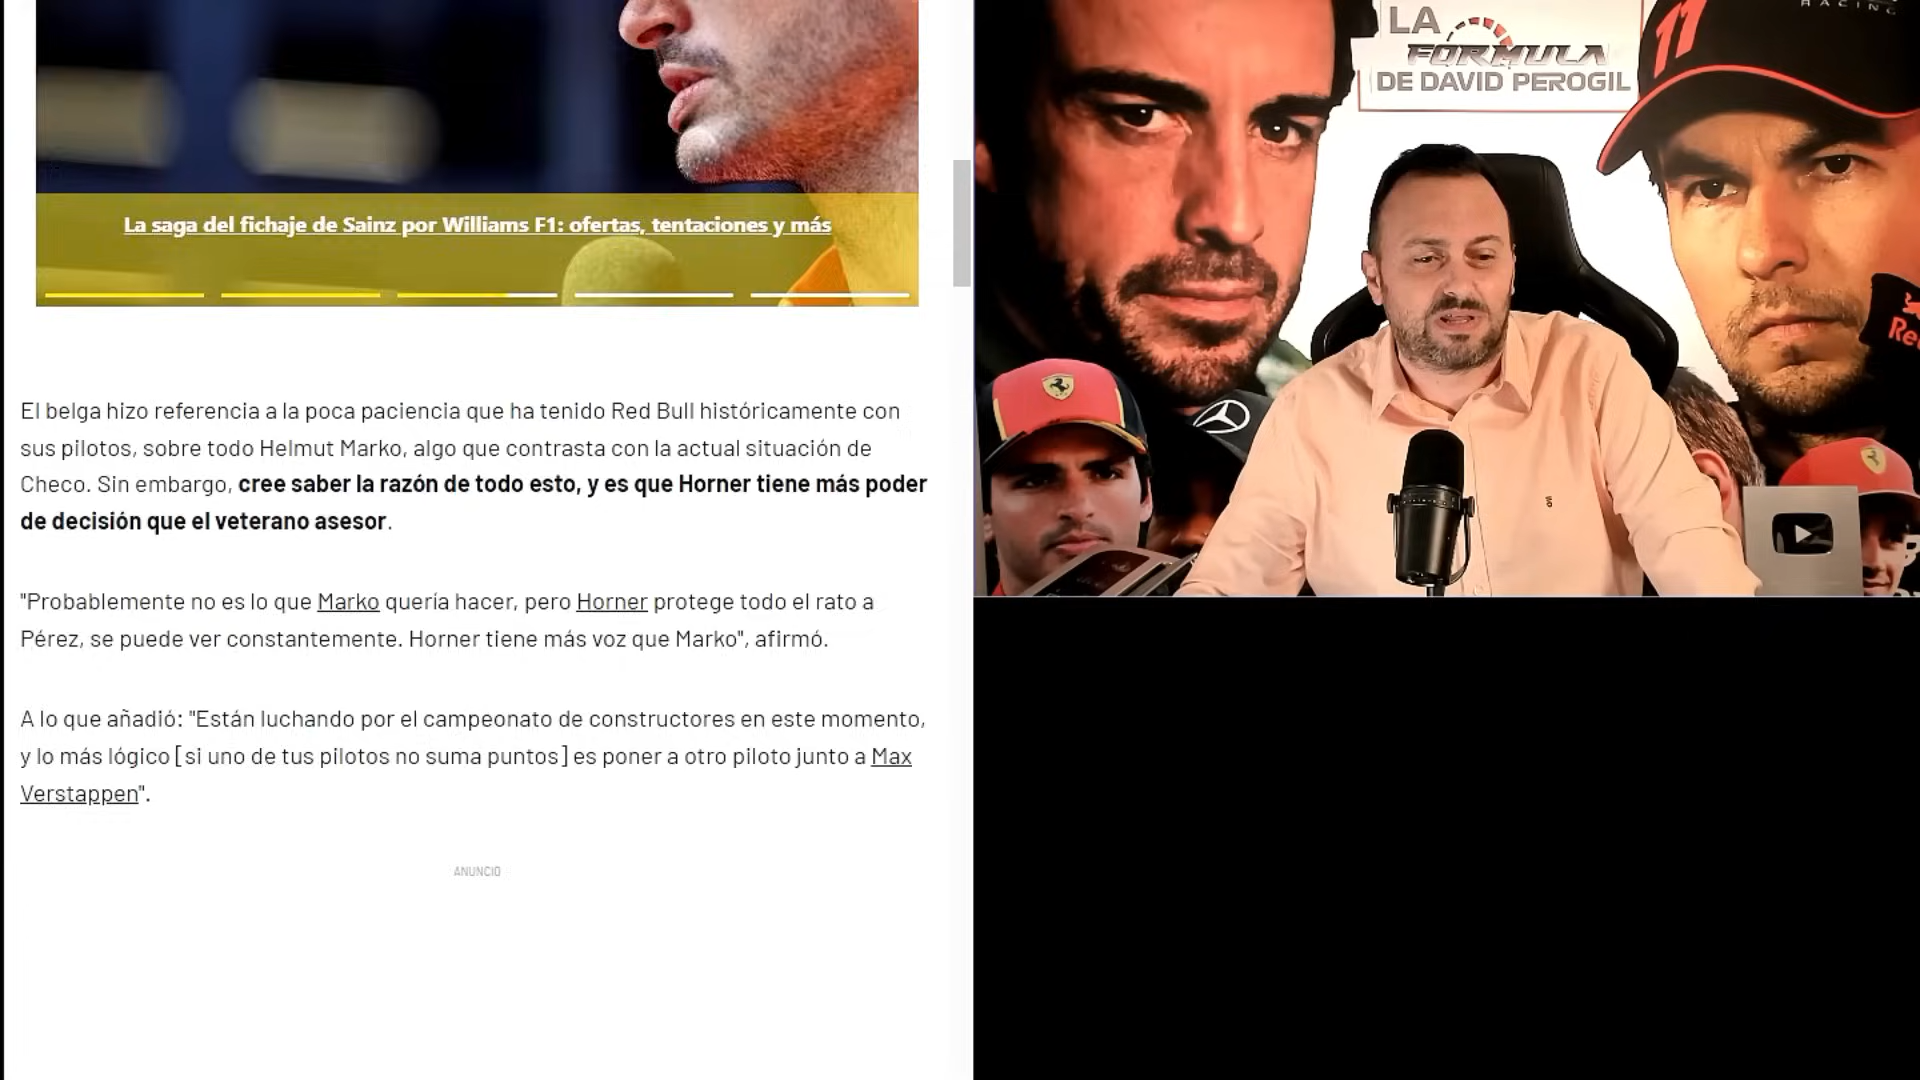 La saga del fichaje de Sainz por Williams F1: ofertas, tentaciones y más
El belga hizo referencia a la poca paciencia que ha tenido Red Bull históricamente con
sus pilotos, sobre todo Helmut Marko, algo que contrasta con la actual situación de
Checo. Sin embargo, cree saber la razón de todo esto, y es que Horner tiene más poder
de decisión que el veterano asesor.
"Probablemente no es lo que Marko quería hacer, pero Horner protege todo el rato a
Pérez, se puede ver constantemente. Horner tiene más voz que Marko", afirmó.
A lo que añadió: "Están luchando por el campeonato de constructores en este momento,
y lo más lógico [si uno de tus pilotos no suma puntos] es poner a otro piloto junto a Max
Verstappen".
ANUNCIO
LA
FÓRMULA
DE DAVID PEROGIL
11
RACING
Re